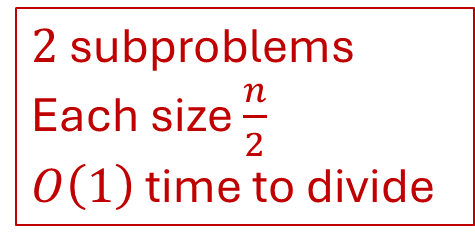 2 subproblems
Each size n/2
O(1) time to divide